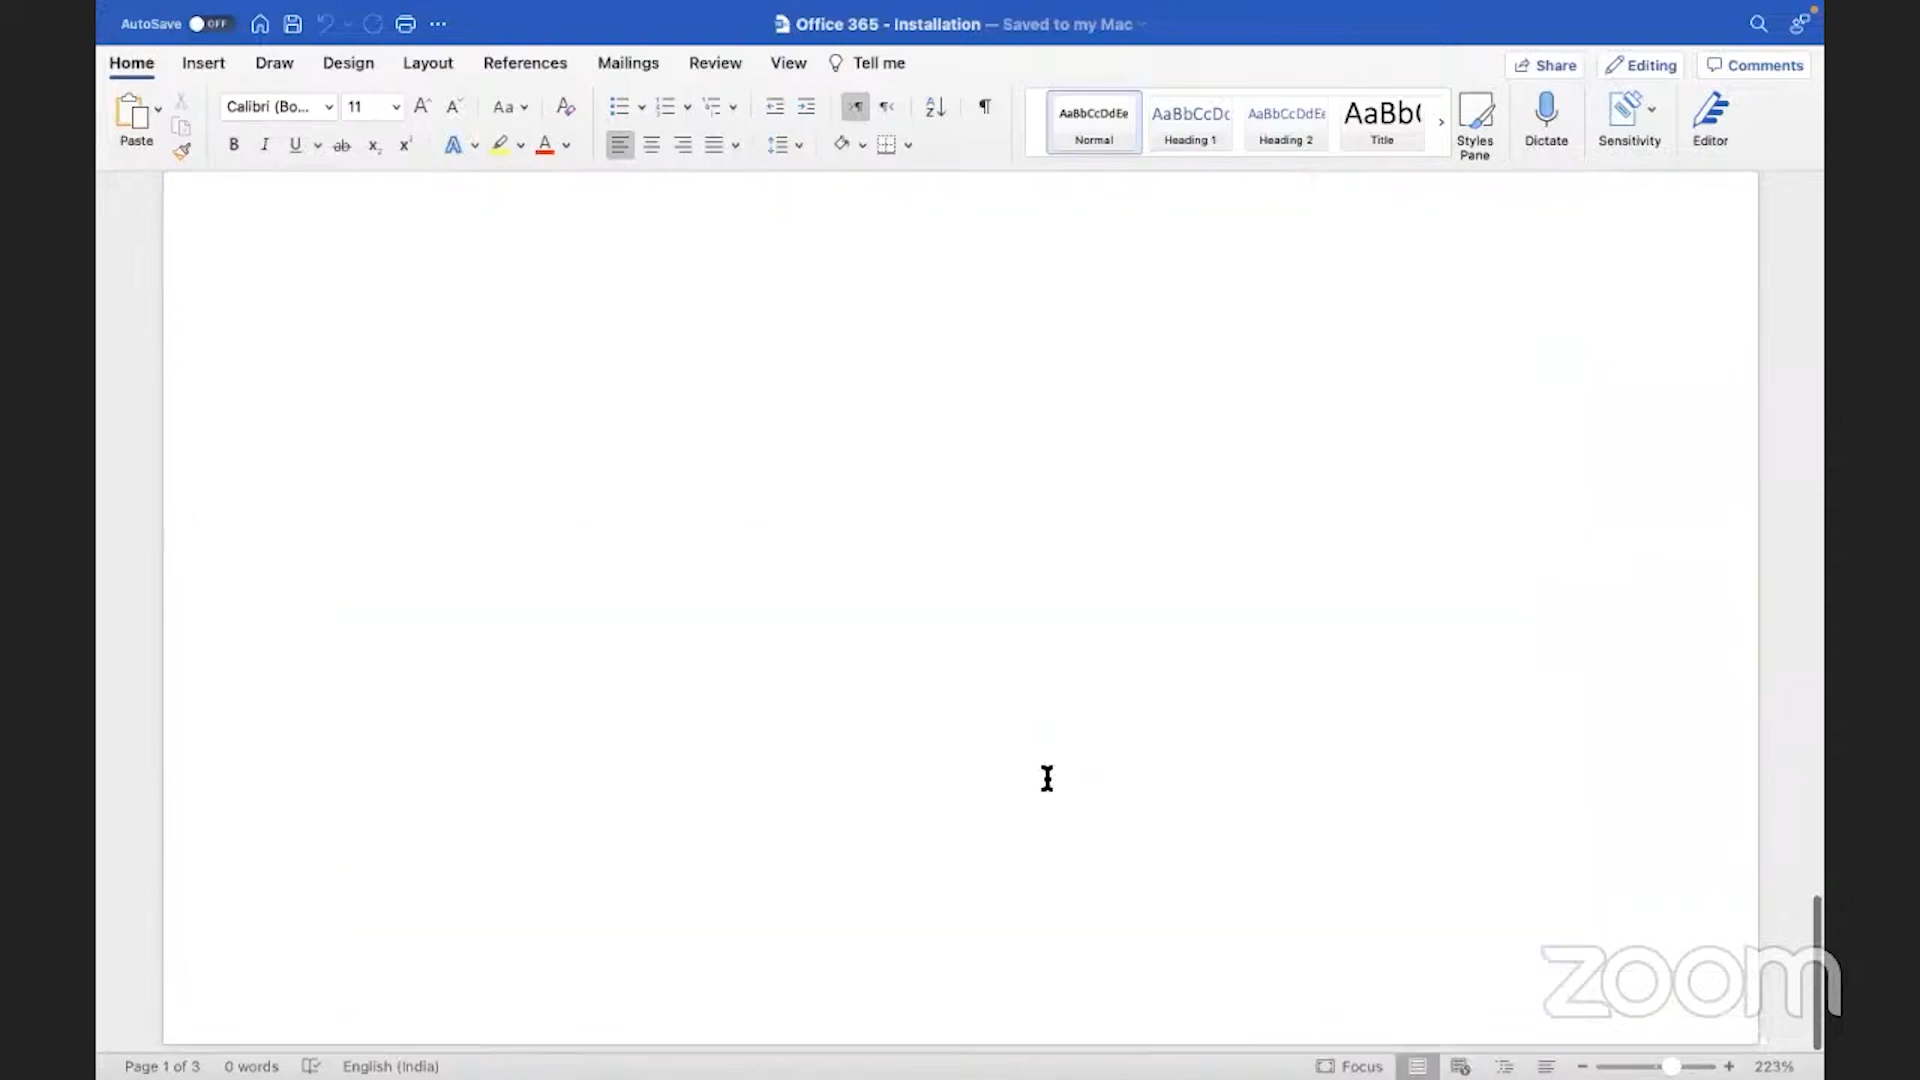 AutoSave OFF Office 365 - Installation — Saved to my Mac
Home Insert Draw Design Layout References Mailings Review View Tell me Share Editing Comments
Paste Calibri (Bo... 11 Aa AaBbCcDdEe Normal AaBbCcDc Heading 1 AaBbCcDdEe Heading 2 AaBb( Title Styles Pane Dictate Sensitivity Editor
B I U ab x A A
zoom
Page 1 of 3 0 words English (India) Focus 223%